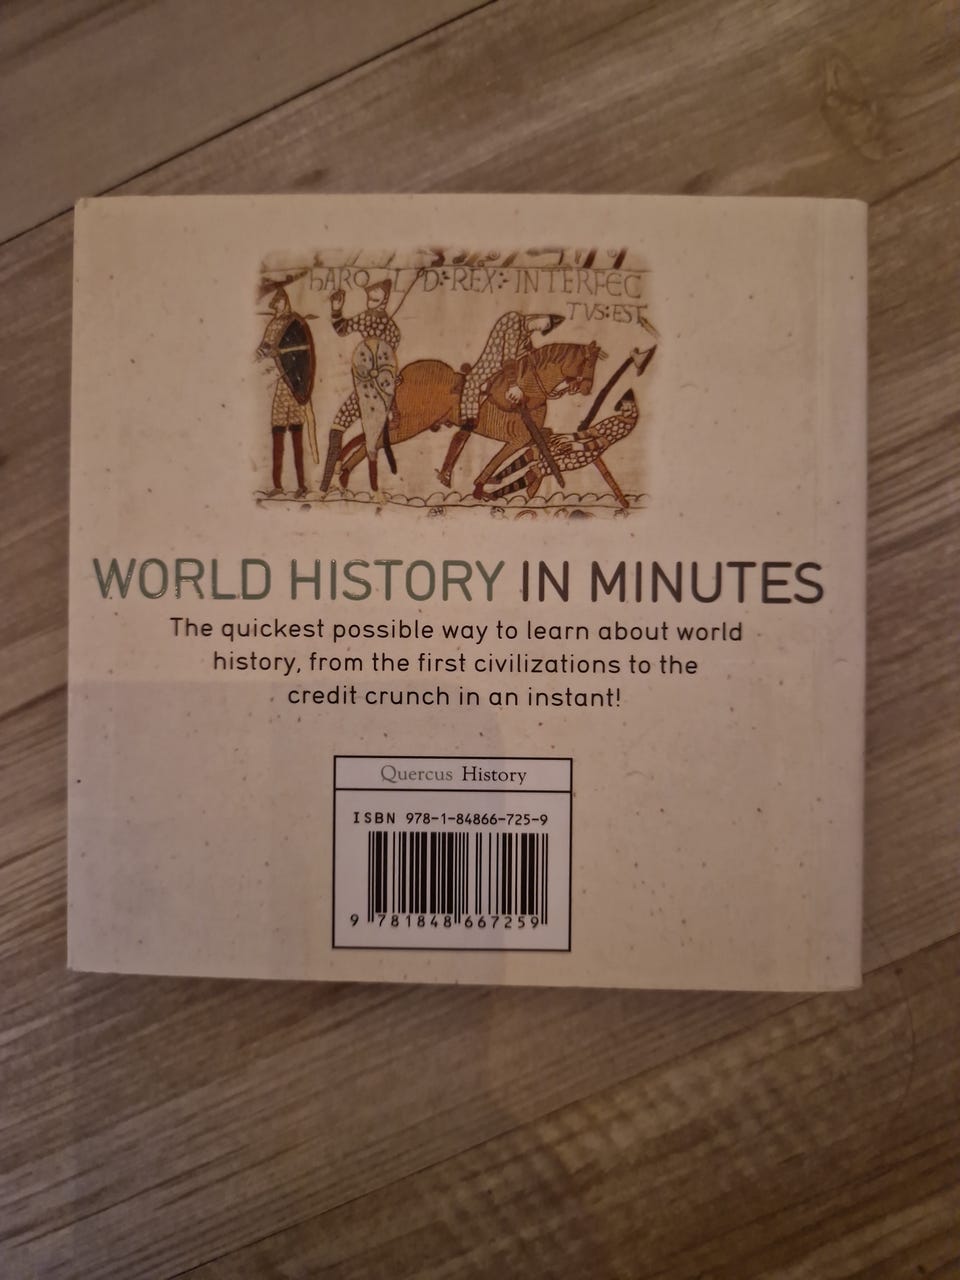 hARO L D:REX:INTERFEC
TVS:EST
WORLD HISTORY IN MINUTES
The quickest possible way to learn about world
history, from the first civilizations to the
credit crunch in an instant!
Quercus History
ISBN 978-1-84866-725-9
9 781848 667259